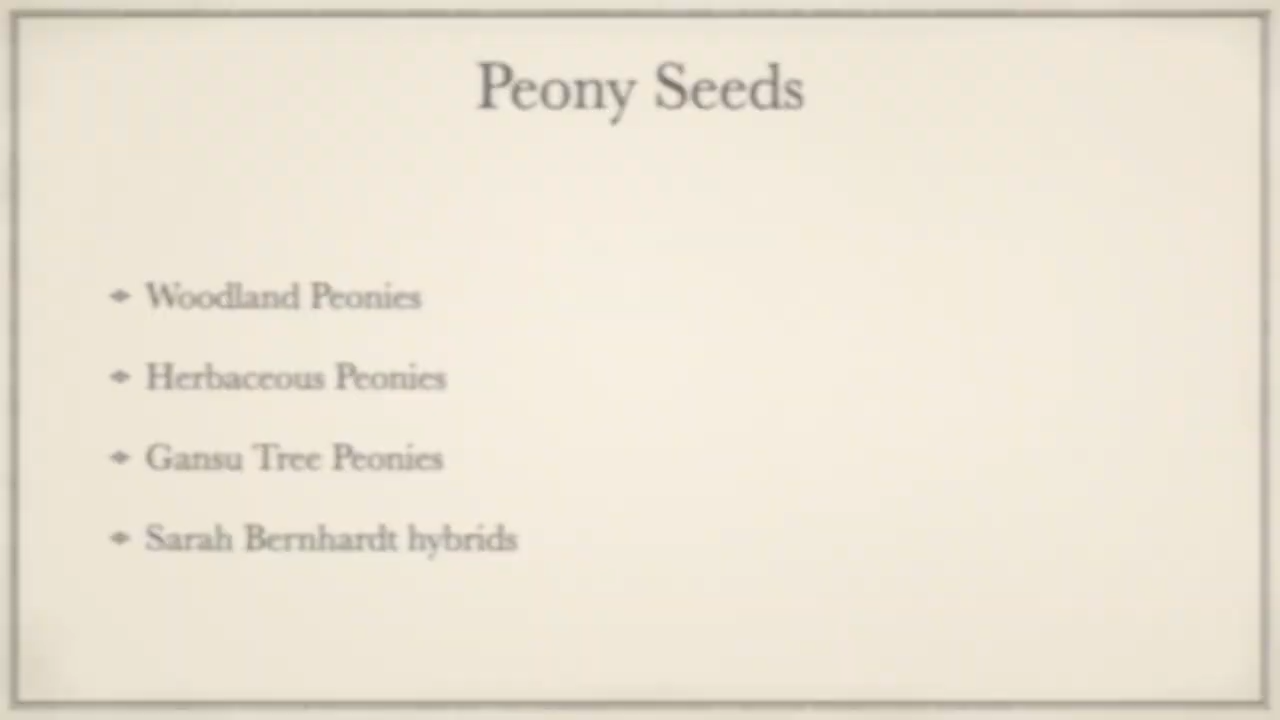 Peony Seeds
Woodland Peonies
Herbaceous Peonies
Gansu Tree Peonies
Sarah Bernhardt hybrids